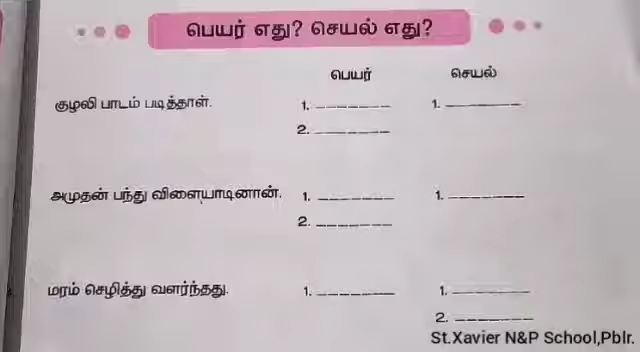 பெயர் எது? செயல் எது?
பெயர் செயல்
குழலி பாடம் படித்தாள். 1. ________ 1. ________
2. ________
அமுதன் பந்து விளையாடினான். 1. ________ 1. ________
2. ________
மரம் செழித்து வளர்ந்தது. 1. ________ 1. ________
2. ________
St.Xavier N&P School,Pblr.